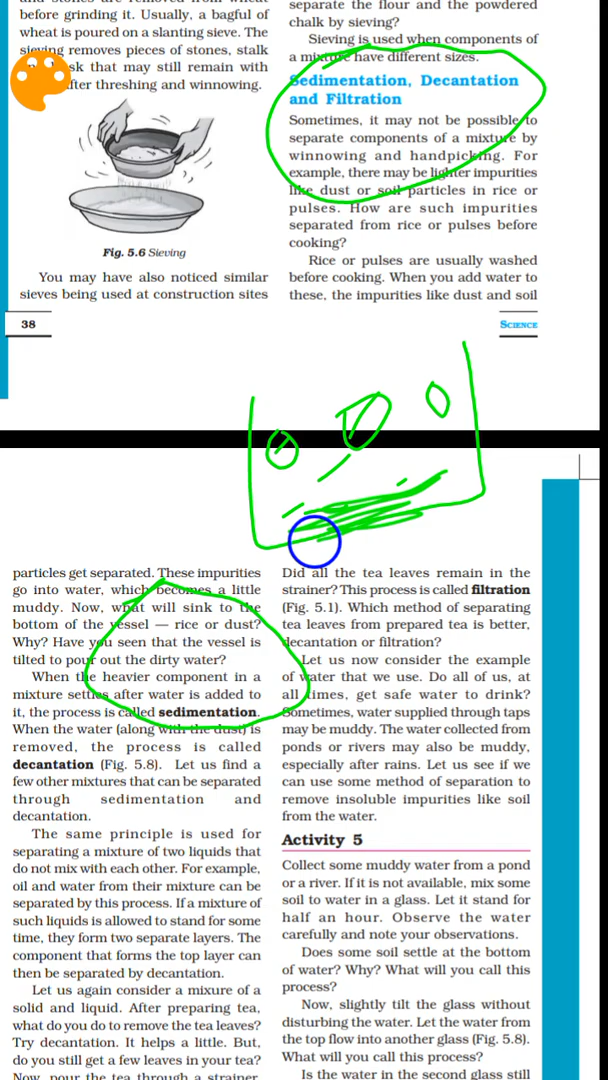 and stones are removed from wheat
before grinding it. Usually, a bagful of
wheat is poured on a slanting sieve. The
sieving removes pieces of stones, stalk
sk that may still remain with
fter threshing and winnowing.
Fig. 5.6 Sieving
You may have also noticed similar
sieves being used at construction sites
separate the flour and the powdered
chalk by sieving?
Sieving is used when components of
a mixture have different sizes.
Sedimentation, Decantation
and Filtration
Sometimes, it may not be possible to
separate components of a mixture by
winnowing and handpicking. For
example, there may be lighter impurities
like dust or soil particles in rice or
pulses. How are such impurities
separated from rice or pulses before
cooking?
Rice or pulses are usually washed
before cooking. When you add water to
these, the impurities like dust and soil
38
SCIENCE
particles get separated. These impurities
go into water, which becomes a little
muddy. Now, what will sink to the
bottom of the vessel — rice or dust?
Why? Have you seen that the vessel is
tilted to pour out the dirty water?
When the heavier component in a
mixture settles after water is added to
it, the process is called sedimentation.
When the water (along with the dust) is
removed, the process is called
decantation (Fig. 5.8). Let us find a
few other mixtures that can be separated
through sedimentation and
decantation.
The same principle is used for
separating a mixture of two liquids that
do not mix with each other. For example,
oil and water from their mixture can be
separated by this process. If a mixture of
such liquids is allowed to stand for some
time, they form two separate layers. The
component that forms the top layer can
then be separated by decantation.
Let us again consider a mixure of a
solid and liquid. After preparing tea,
what do you do to remove the tea leaves?
Try decantation. It helps a little. But,
do you still get a few leaves in your tea?
Now, pour the tea through a strainer.
Did all the tea leaves remain in the
strainer? This process is called filtration
(Fig. 5.1). Which method of separating
tea leaves from prepared tea is better,
decantation or filtration?
Let us now consider the example
of water that we use. Do all of us, at
all times, get safe water to drink?
Sometimes, water supplied through taps
may be muddy. The water collected from
ponds or rivers may also be muddy,
especially after rains. Let us see if we
can use some method of separation to
remove insoluble impurities like soil
from the water.
Activity 5
Collect some muddy water from a pond
or a river. If it is not available, mix some
soil to water in a glass. Let it stand for
half an hour. Observe the water
carefully and note your observations.
Does some soil settle at the bottom
of water? Why? What will you call this
process?
Now, slightly tilt the glass without
disturbing the water. Let the water from
the top flow into another glass (Fig. 5.8).
What will you call this process?
Is the water in the second glass still